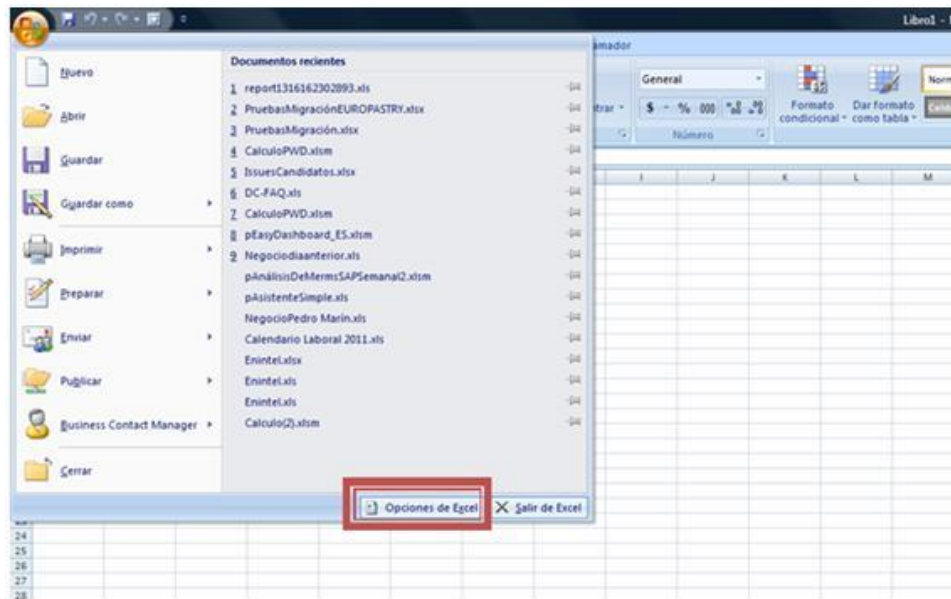 Libro1 -
Nuevo
Abrir
Guardar
Guardar como
Imprimir
Preparar
Enviar
Publicar
Business Contact Manager
Cerrar
Documentos recientes
1 report1316162302893.xls
2 PruebasMigraciónEUROPASTRY.xlsx
3 PruebasMigración.xlsx
4 CalculoPWD.xlsm
5 IssuesCandidatos.xlsx
6 DC-FAQ.xls
7 CalculoPWD.xlsm
8 pEasyDashboard_ES.xlsm
9 Negociodiaanterior.xls
pAnálisisDeMermsSAPSemanal2.xlsm
pAsistenteSimple.xls
NegocioPedro Marin.xls
Calendario Laboral 2011.xls
Enintel.xlsx
Enintel.xls
Enintel.xls
Calculo(2).xlsm
Opciones de Excel
Salir de Excel
amador
General
trar
$ % 000
Número
Formato condicional
Dar formato como tabla
Norm
I J K L M
24
25
26
27
28